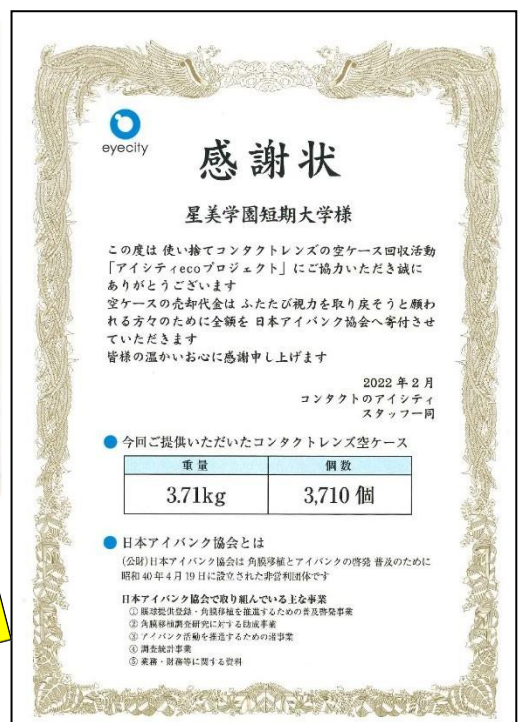 eyecity
感謝状
星美学園短期大学様
この度は 使い捨てコンタクトレンズの空ケース回収活動
「アイシティecoプロジェクト」にご協力いただき誠に
ありがとうございます
空ケースの売却代金は ふたたび視力を取り戻そうと願わ
れる方々のために全額を 日本アイバンク協会へ寄付させ
ていただきます
皆様の温かいお心に感謝申し上げます
2022 年 2 月
コンタクトのアイシティ
スタッフ一同
今回ご提供いただいたコンタクトレンズ空ケース
重量 個数
3.71kg 3,710 個
日本アイバンク協会とは
(公財)日本アイバンク協会は 角膜移植とアイバンクの啓発 普及のために
昭和 40 年 4 月 19 日に設立された非営利団体です
日本アイバンク協会で取り組んでいる主な事業
① 眼球提供登録・角膜移植を推進するための普及啓発事業
② 角膜移植調査研究に対する助成事業
③ アイバンク活動を推進するための諸事業
④ 調査統計事業
⑤ 業務・財務等に関する資料